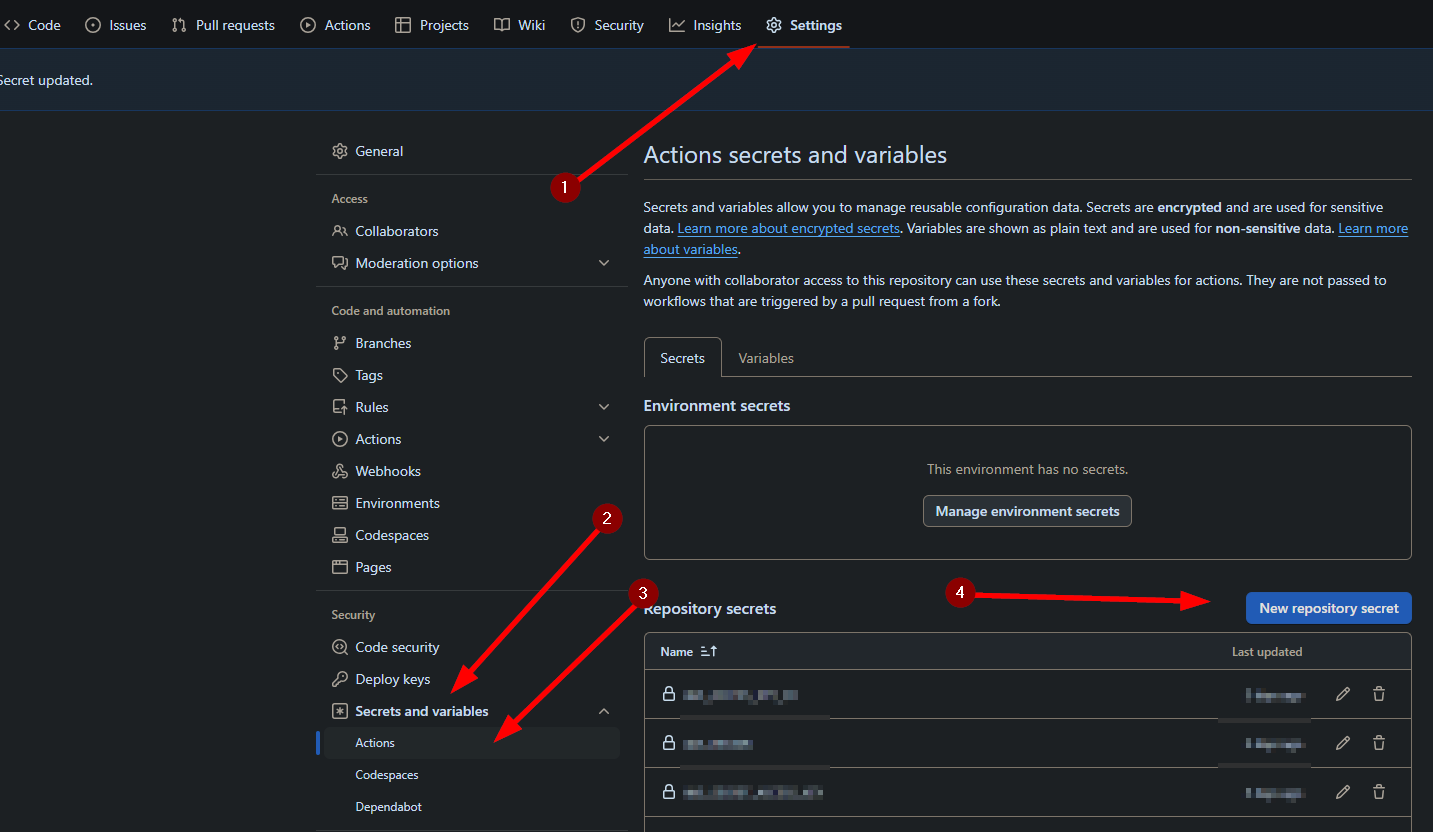 Code Issues Pull requests Actions Projects Wiki Security Insights Settings
Secret updated.
General
Access
Collaborators
Moderation options
Code and automation
Branches
Tags
Rules
Actions
Webhooks
Environments
Codespaces
Pages
Security
Code security
Deploy keys
Secrets and variables
Actions
Codespaces
Dependabot
1
2
3
4
Actions secrets and variables
Secrets and variables allow you to manage reusable configuration data. Secrets are encrypted and are used for sensitive
data. Learn more about encrypted secrets. Variables are shown as plain text and are used for non-sensitive data. Learn more
about variables.
Anyone with collaborator access to this repository can use these secrets and variables for actions. They are not passed to
workflows that are triggered by a pull request from a fork.
Secrets Variables
Environment secrets
This environment has no secrets.
Manage environment secrets
Repository secrets
New repository secret
Name Last updated